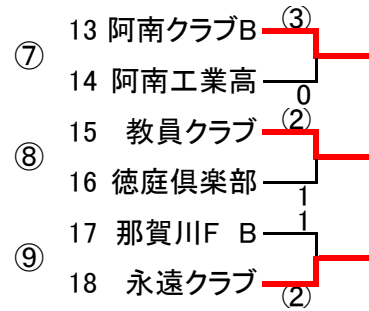 13 阿南クラブB (3)
⑦
14 阿南工業高 0
15 教員クラブ (2)
⑧
16 徳庭倶楽部 1
17 那賀川F B 1
⑨
18 永遠クラブ (2)